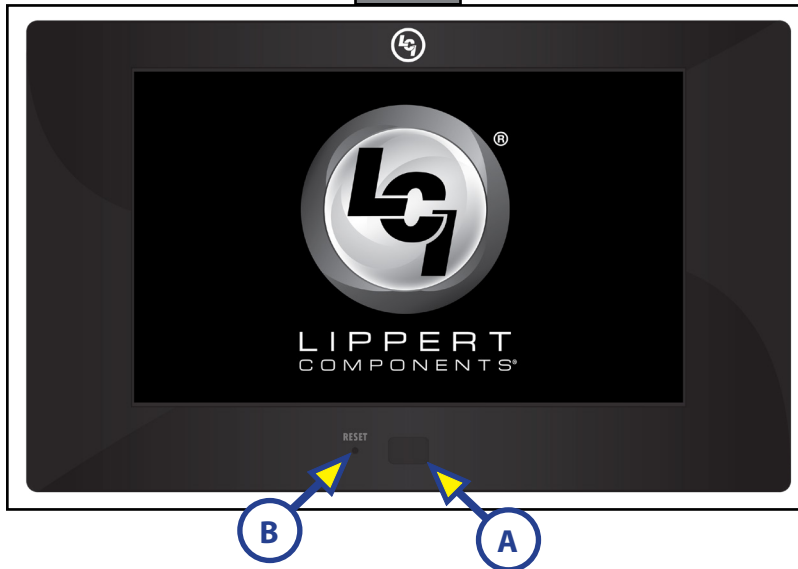 LCI
LCI ®
LIPPERT
COMPONENTS®
RESET
B
A